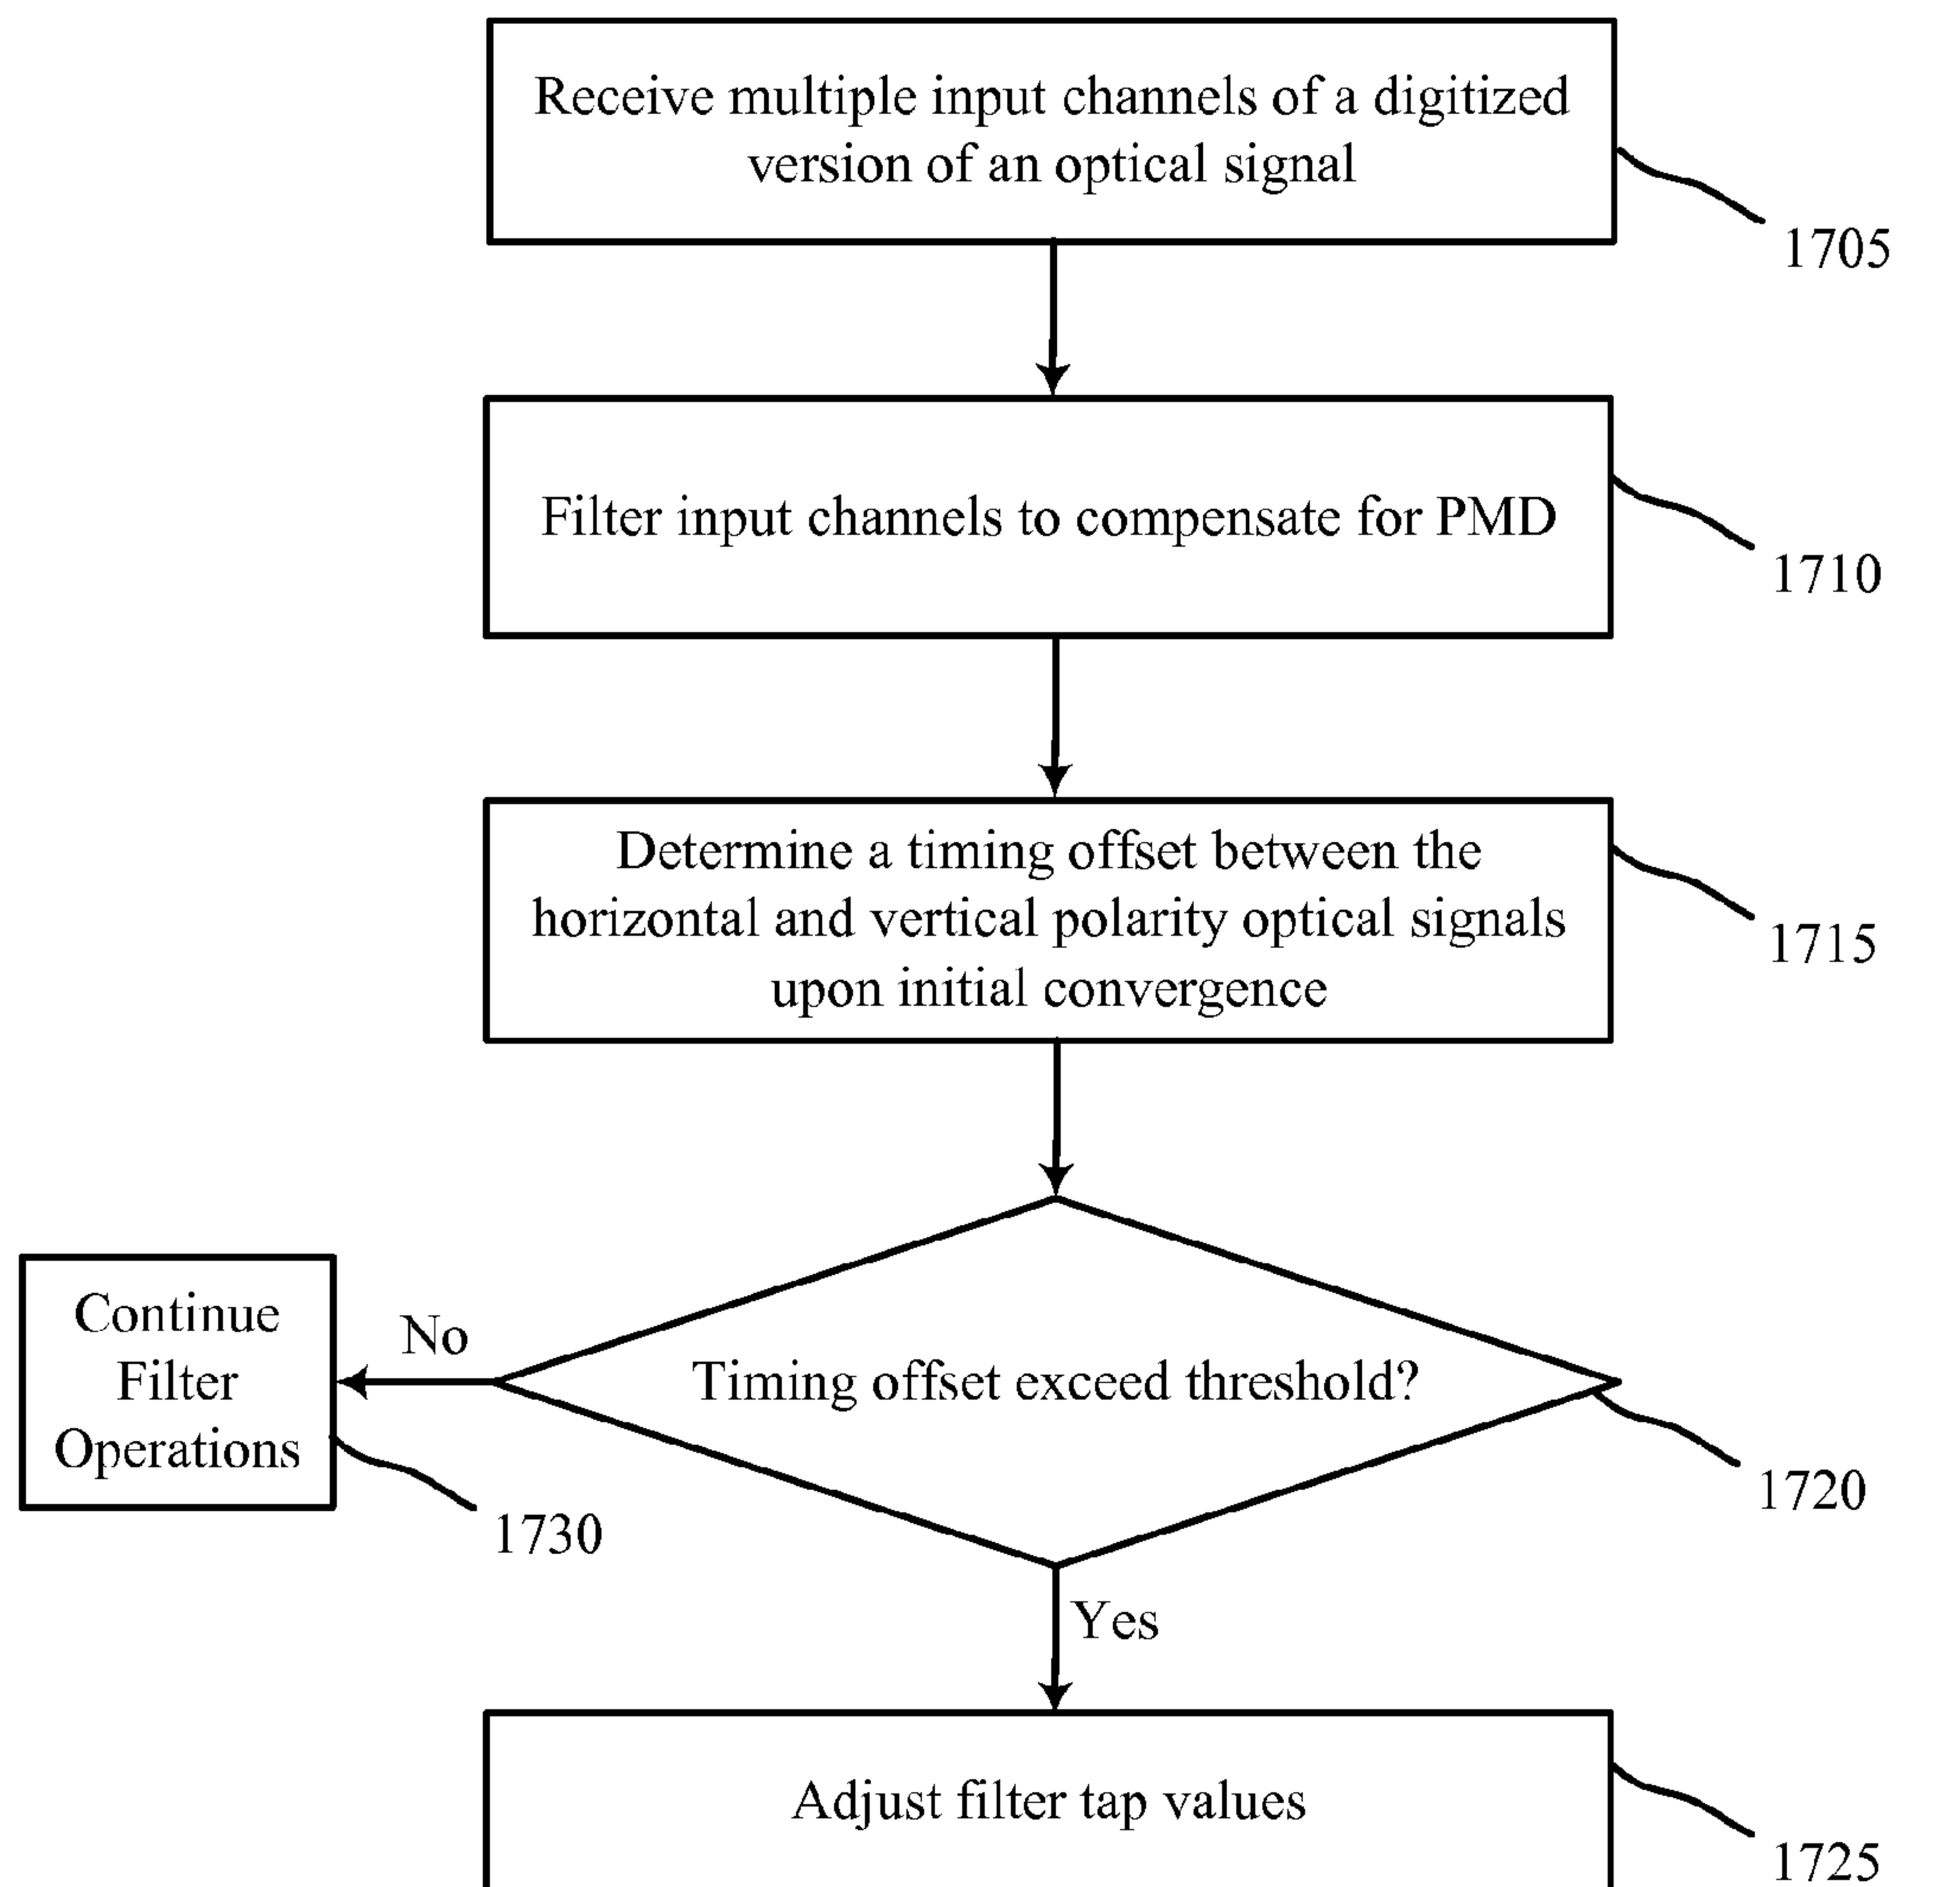 Receive multiple input channels of a digitized
version of an optical signal
1705
Filter input channels to compensate for PMD
1710
Determine a timing offset between the
horizontal and vertical polarity optical signals
upon initial convergence
1715
Timing offset exceed threshold?
1720
No
Continue
Filter
Operations
1730
Yes
Adjust filter tap values
1725